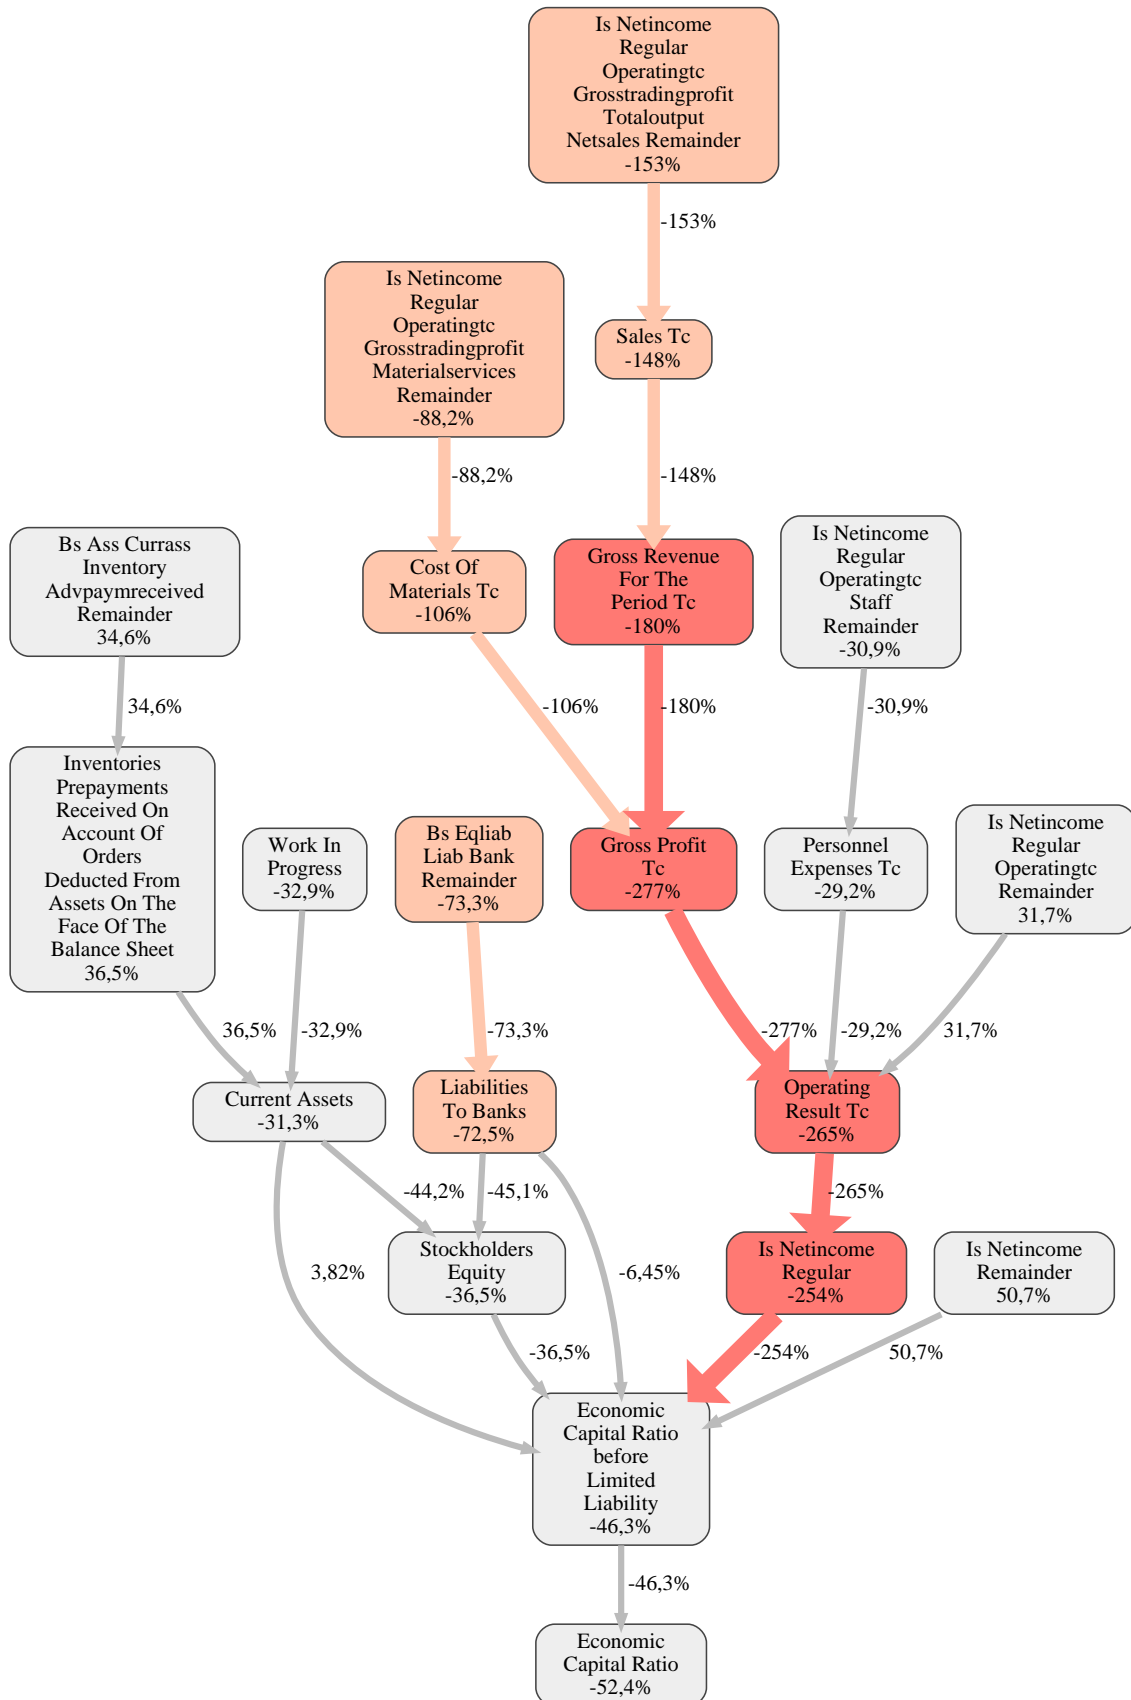 Is Netincome
Regular
Operatingtc
Grosstradingprofit
Totaloutput
Netsales Remainder
-153%
-153%
Is Netincome
Regular
Operatingtc
Grosstradingprofit
Materialservices
Remainder
-88,2%
Sales Tc
-148%
-88,2%
-148%
Bs Ass Currass
Inventory
Advpaymreceived
Remainder
34,6%
Cost Of
Materials Tc
-106%
Gross Revenue
For The
Period Tc
-180%
Is Netincome
Regular
Operatingtc
Staff
Remainder
-30,9%
34,6%
-106%
-180%
-30,9%
Inventories
Prepayments
Received On
Account Of
Orders
Deducted From
Assets On The
Face Of The
Balance Sheet
36,5%
Work In
Progress
-32,9%
Bs Eqliab
Liab Bank
Remainder
-73,3%
Gross Profit
Tc
-277%
Personnel
Expenses Tc
-29,2%
Is Netincome
Regular
Operatingtc
Remainder
31,7%
36,5%
-32,9%
-73,3%
-277%
-29,2%
31,7%
Current Assets
-31,3%
Liabilities
To Banks
-72,5%
Operating
Result Tc
-265%
-44,2%
-45,1%
-265%
Stockholders
Equity
-36,5%
Is Netincome
Regular
-254%
Is Netincome
Remainder
50,7%
3,82%
-6,45%
-36,5%
-254%
50,7%
Economic
Capital Ratio
before
Limited
Liability
-46,3%
-46,3%
Economic
Capital Ratio
-52,4%